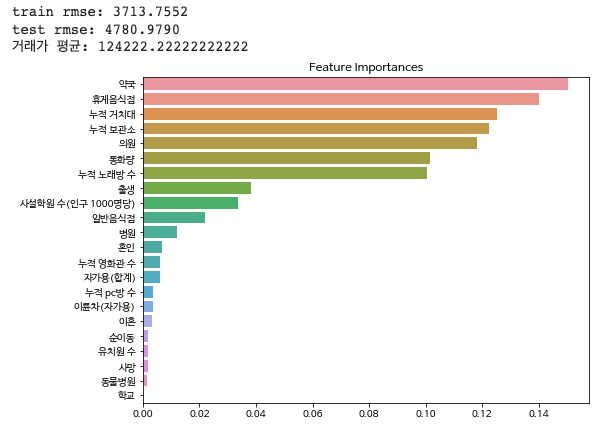 train rmse: 3713.7552
test rmse: 4780.9790
거래가 평균: 124222.22222222222
Feature Importances
약국
휴게음식점
누적 거치대
누적 보관소
의원
통화량
누적 노래방 수
출생
사설학원 수(인구 1000명당)
일반음식점
병원
혼인
누적 영화관 수
자가용(합계)
누적 pc방 수
이륜차(자가용)
이혼
순이동
유치원 수
사망
동물병원
학교
0.00 0.02 0.04 0.06 0.08 0.10 0.12 0.14